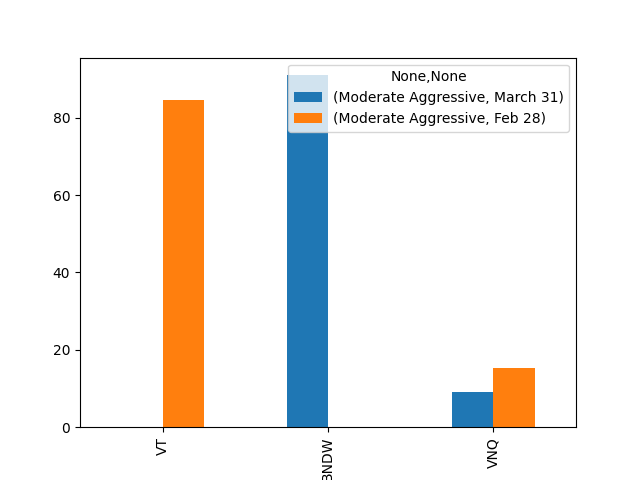 None,None
(Moderate Aggressive, March 31)
(Moderate Aggressive, Feb 28)
80
60
40
20
0
VT
BNDW
VNQ